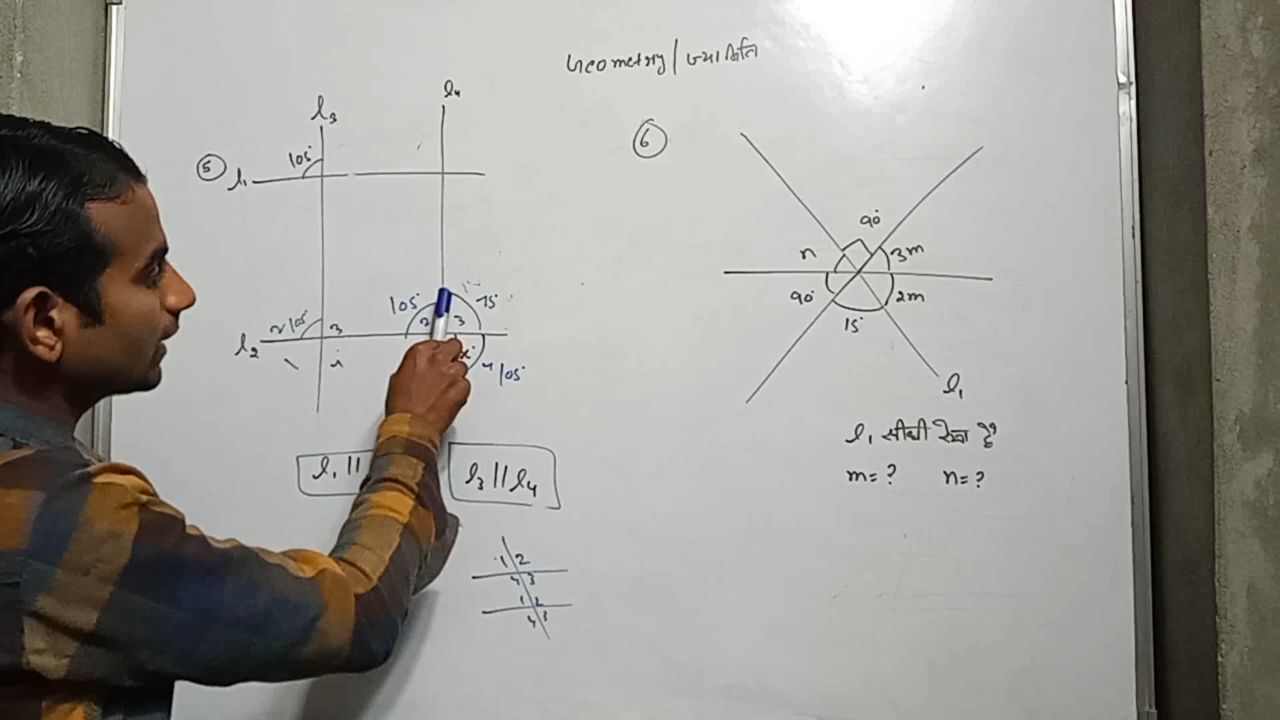 Geometry/ज्यामिति
l₃
l₄
⑤
105°
l₁
105°
75°
2
3
2 105°
3
l₂
x°
4 105°
l₁ ||
l₃ || l₄
1 2
4 3
1 2
4 3
⑥
90°
n
3m
90°
2m
15°
l₁
l₁ सीधी रेखा है
m=? n=?